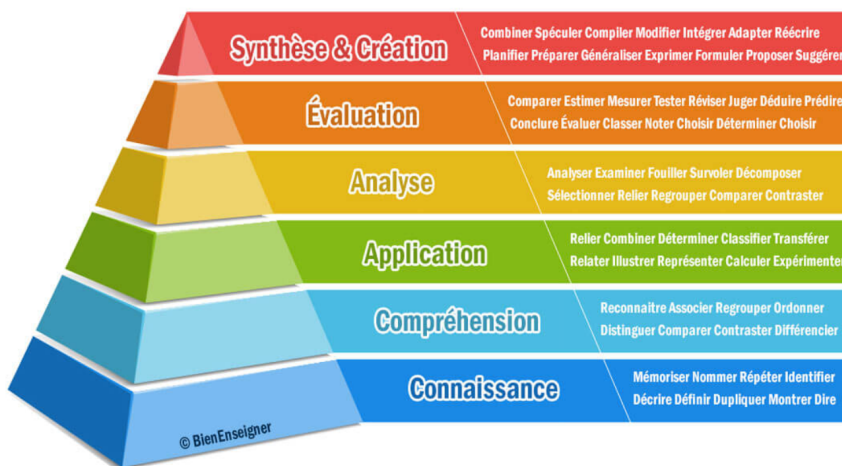 Synthèse & Création
Combiner Spéculer Compiler Modifier Intégrer Adapter Réécrire
Planifier Préparer Généraliser Exprimer Formuler Proposer Suggérer
Évaluation
Comparer Estimer Mesurer Tester Réviser Juger Déduire Prédire
Conclure Évaluer Classer Noter Choisir Déterminer Choisir
Analyse
Analyser Examiner Fouiller Survoler Décomposer
Sélectionner Relier Regrouper Comparer Contraster
Application
Relier Combiner Déterminer Classifier Transférer
Relater Illustrer Représenter Calculer Expérimenter
Compréhension
Reconnaitre Associer Regrouper Ordonner
Distinguer Comparer Contraster Différencier
Connaissance
Mémoriser Nommer Répéter Identifier
Décrire Définir Dupliquer Montrer Dire
© BienEnseigner